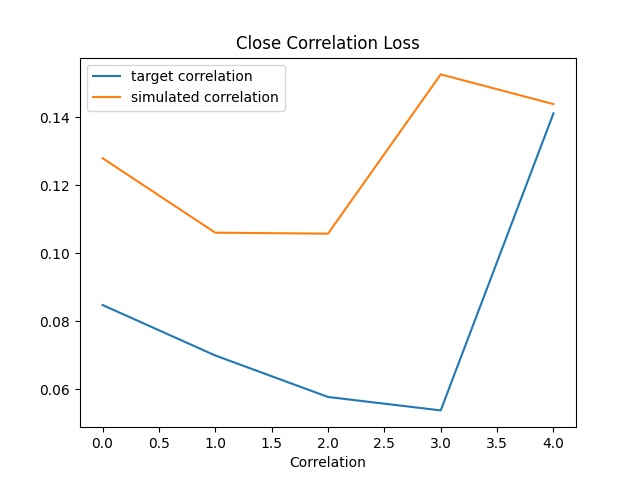 Close Correlation Loss
target correlation
simulated correlation
0.14
0.12
0.10
0.08
0.06
0.0 0.5 1.0 1.5 2.0 2.5 3.0 3.5 4.0
Correlation